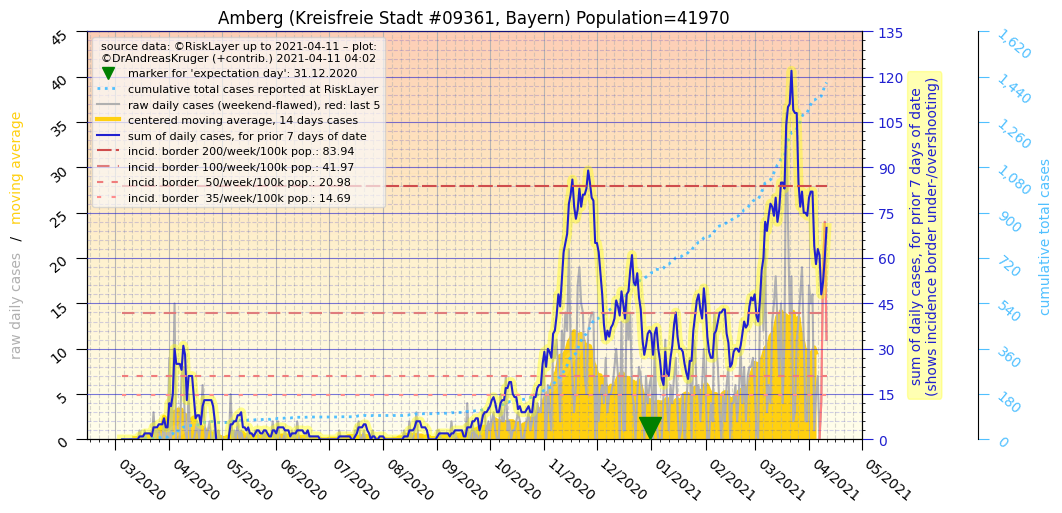 Amberg (Kreisfreie Stadt #09361, Bayern) Population=41970
source data: ©RiskLayer up to 2021-04-11 – plot:
©DrAndreasKruger (+contrib.) 2021-04-11 04:02
marker for 'expectation day': 31.12.2020
cumulative total cases reported at RiskLayer
raw daily cases (weekend-flawed), red: last 5
centered moving average, 14 days cases
sum of daily cases, for prior 7 days of date
incid. border 200/week/100k pop.: 83.94
incid. border 100/week/100k pop.: 41.97
incid. border  50/week/100k pop.: 20.98
incid. border  35/week/100k pop.: 14.69
raw daily cases / moving average
45
40
35
30
25
20
15
10
5
0
135
120
105
90
75
60
45
30
15
0
sum of daily cases, for prior 7 days of date
(shows incidence border under-/overshooting)
1,620
1,440
1,260
1,080
900
720
540
360
180
0
cumulative total cases
03/2020
04/2020
05/2020
06/2020
07/2020
08/2020
09/2020
10/2020
11/2020
12/2020
01/2021
02/2021
03/2021
04/2021
05/2021